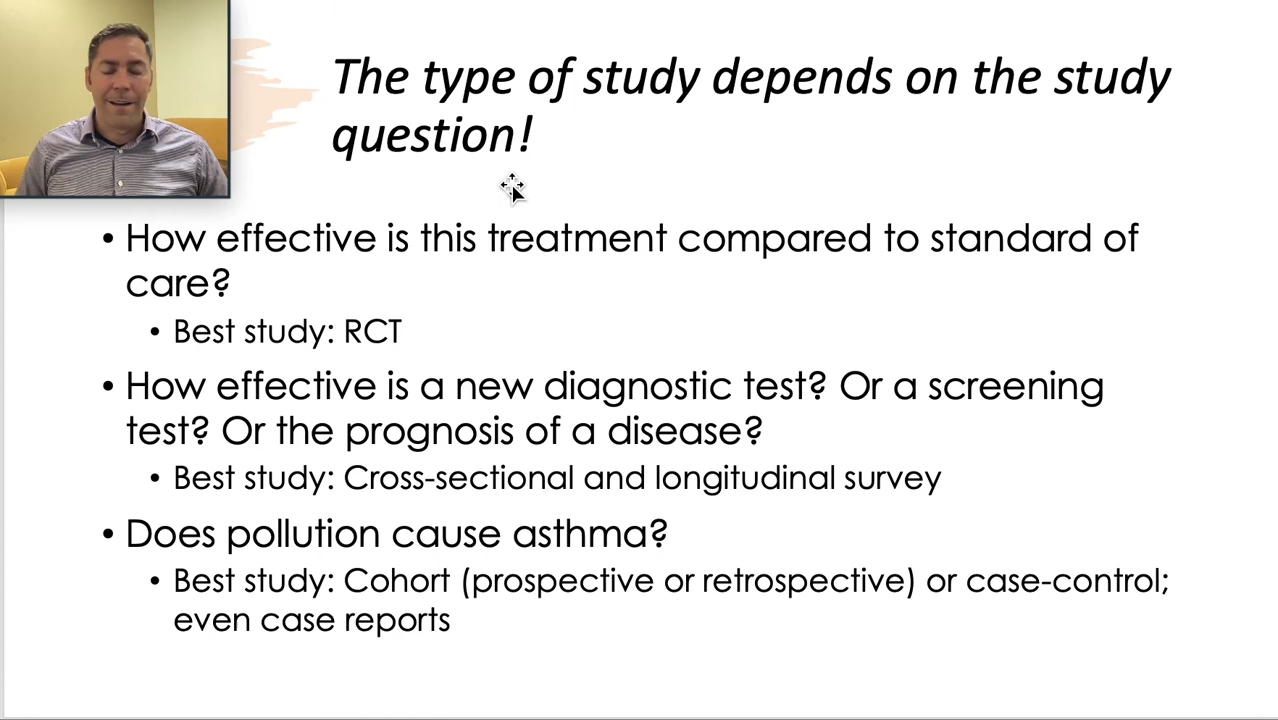 The type of study depends on the study
question!
• How effective is this treatment compared to standard of
care?
• Best study: RCT
• How effective is a new diagnostic test? Or a screening
test? Or the prognosis of a disease?
• Best study: Cross-sectional and longitudinal survey
• Does pollution cause asthma?
• Best study: Cohort (prospective or retrospective) or case-control;
even case reports